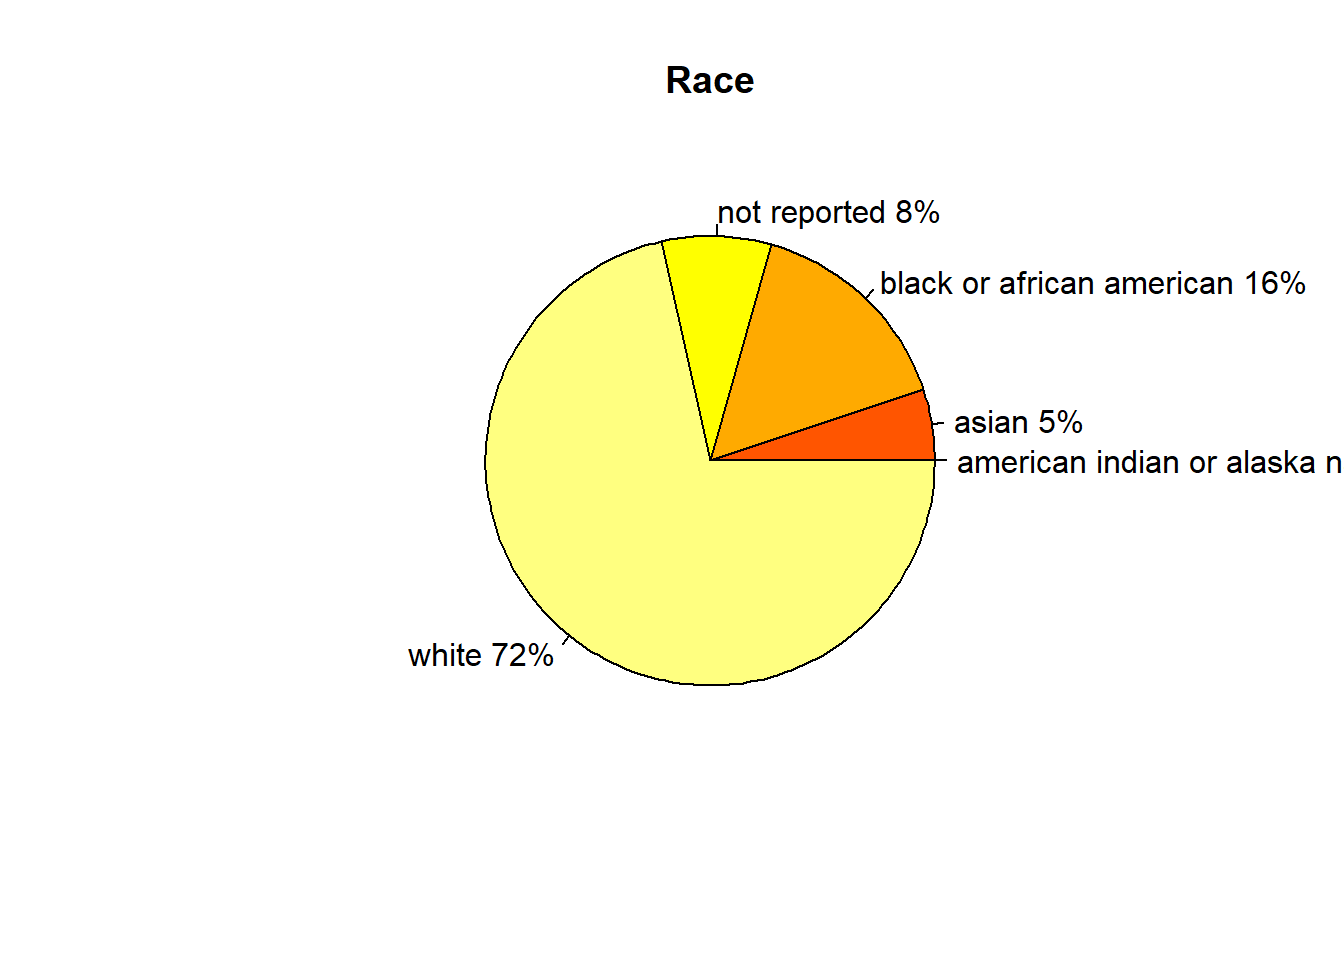 Race
not reported 8%
black or african american 16%
asian 5%
american indian or alaska n
white 72%